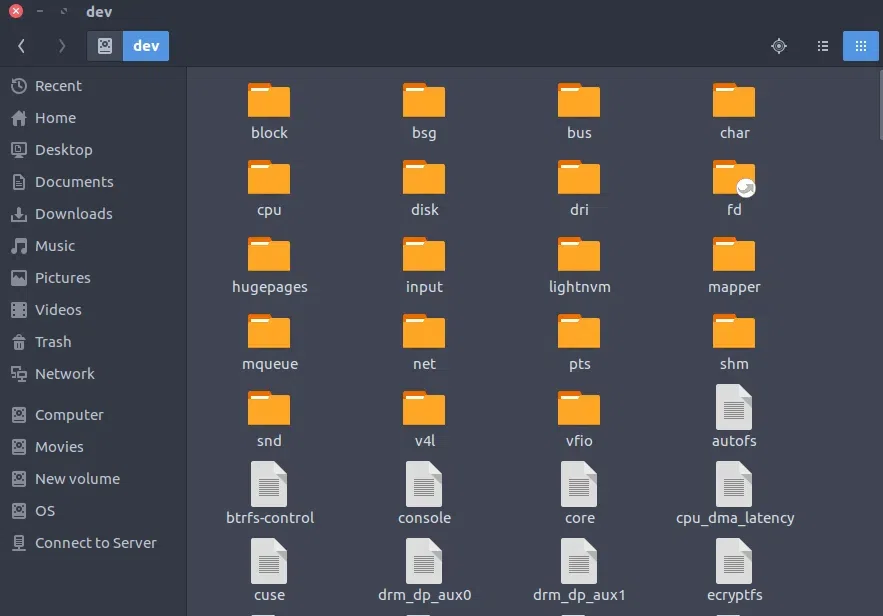 dev
dev
Recent
Home
Desktop
Documents
Downloads
Music
Pictures
Videos
Trash
Network
Computer
Movies
New volume
OS
Connect to Server
block bsg bus char
cpu disk dri fd
hugepages input lightnvm mapper
mqueue net pts shm
snd v4l vfio autofs
btrfs-control console core cpu_dma_latency
cuse drm_dp_aux0 drm_dp_aux1 ecryptfs